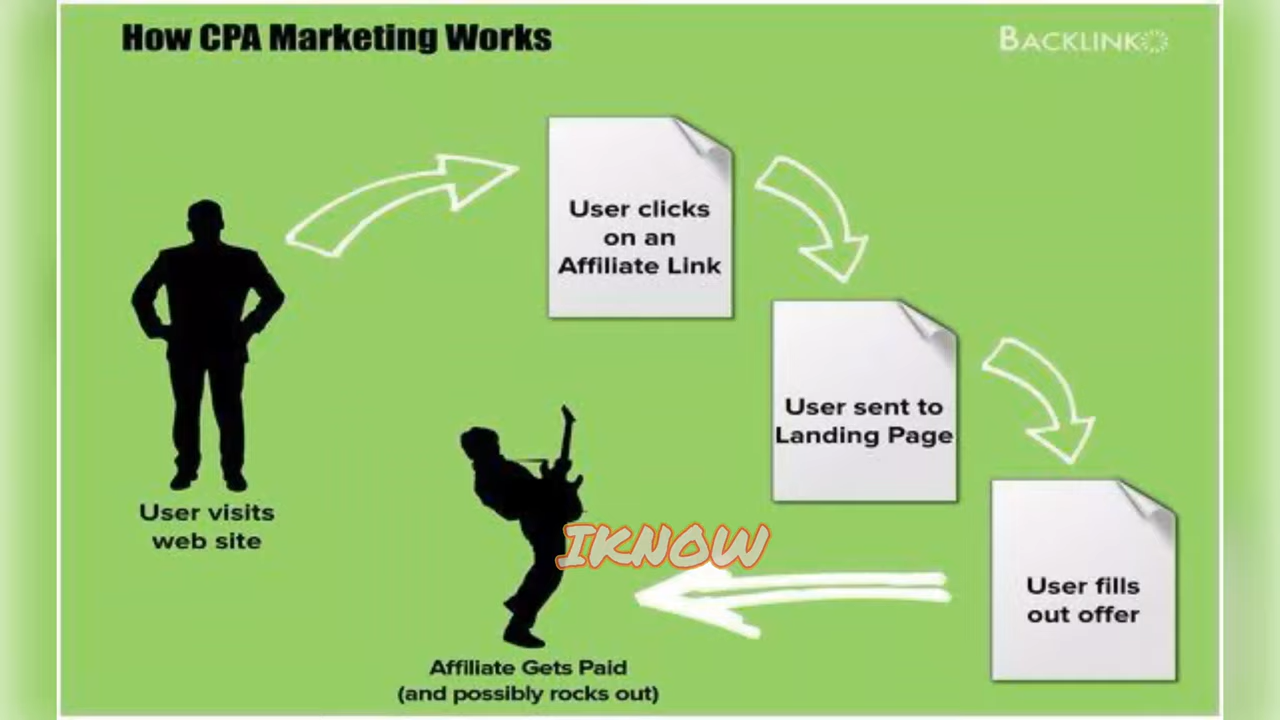 How CPA Marketing Works
BACKLINKO
User clicks
on an
Affiliate Link
User sent to
Landing Page
User visits
web site
IKNOW
User fills
out offer
Affiliate Gets Paid
(and possibly rocks out)